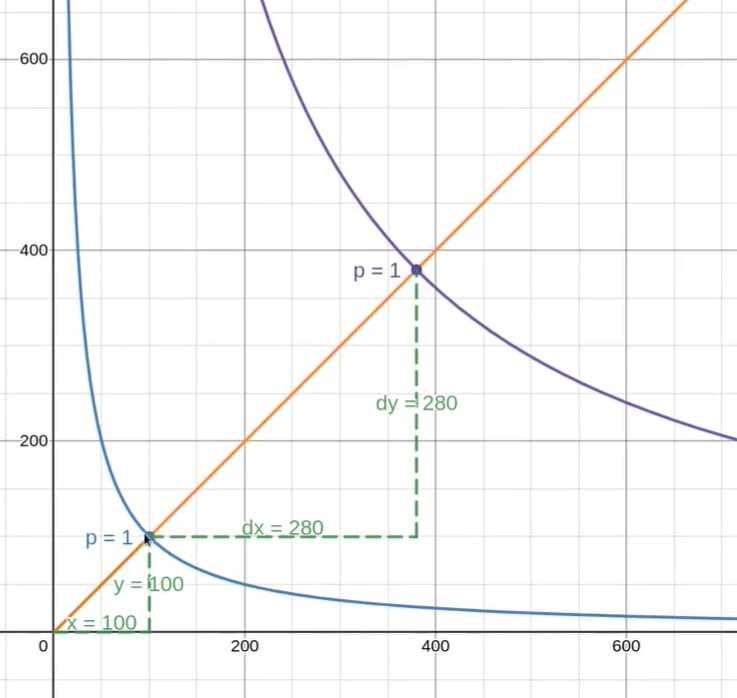 600
400
p = 1
dy = 280
200
dx = 280
p = 1
y = 100
x = 100
0
200
400
600